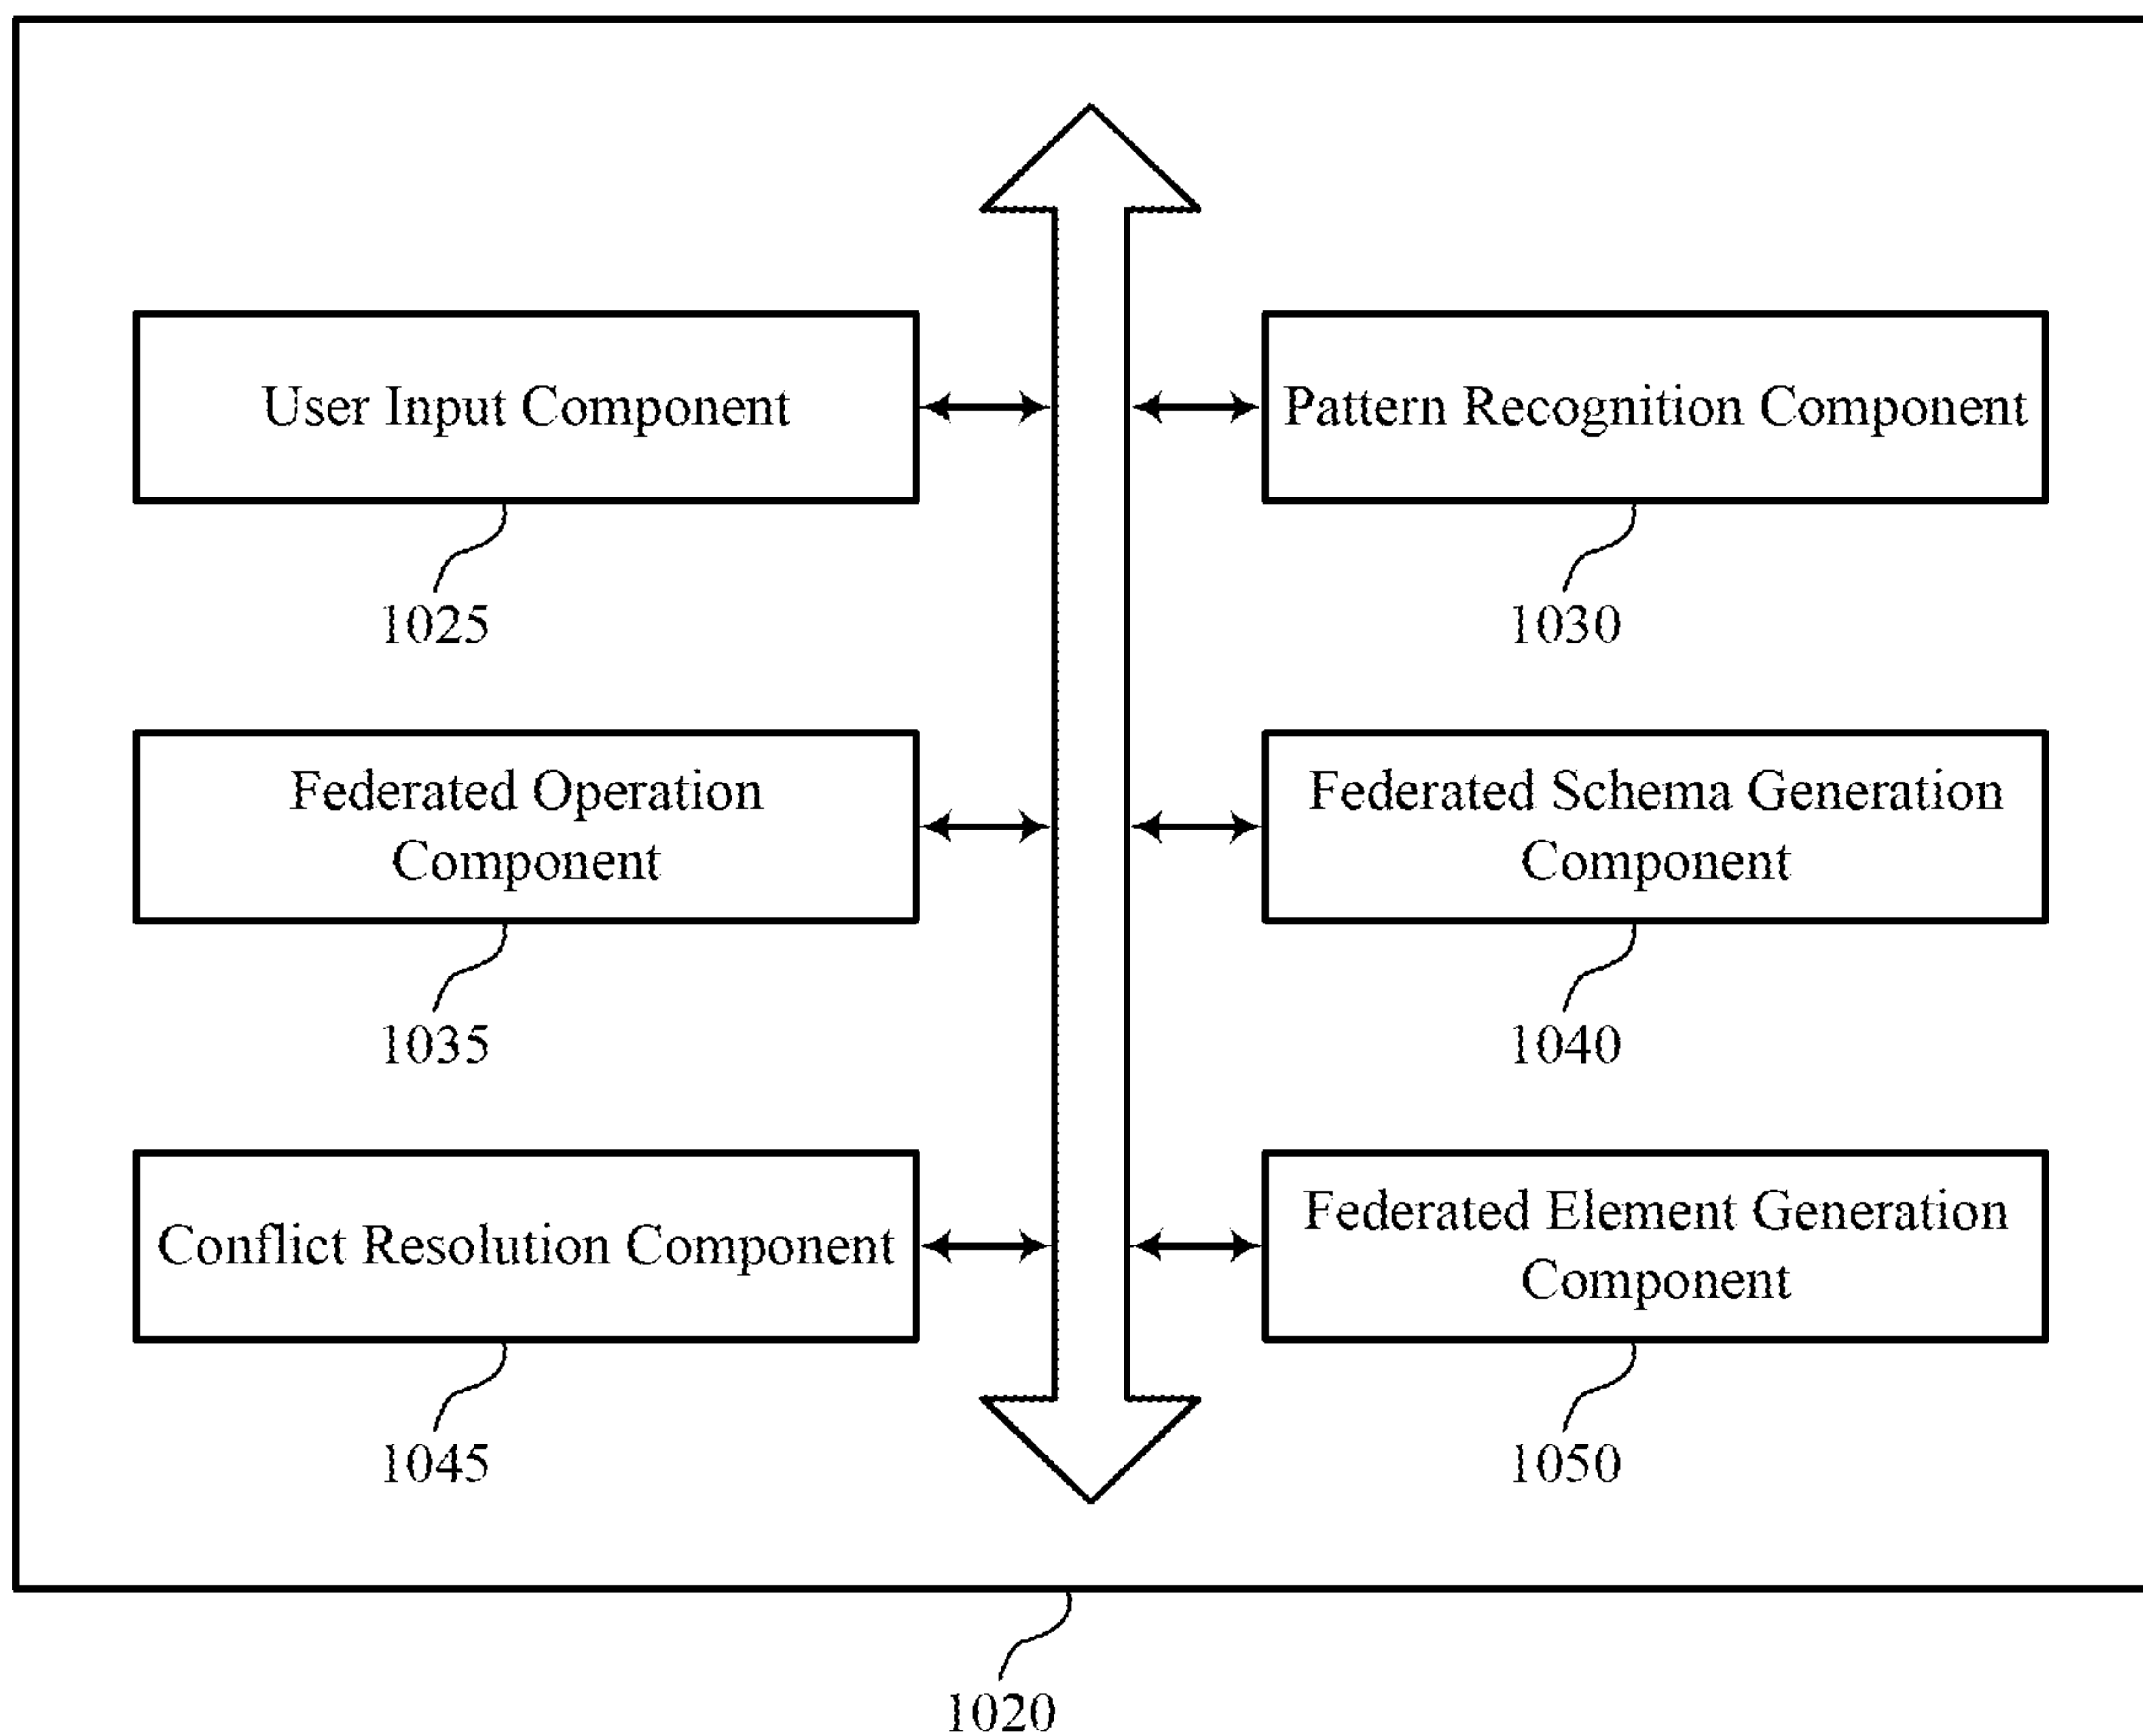 User Input Component
1025
Pattern Recognition Component
1030
Federated Operation
Component
1035
Federated Schema Generation
Component
1040
Conflict Resolution Component
1045
Federated Element Generation
Component
1050
1020